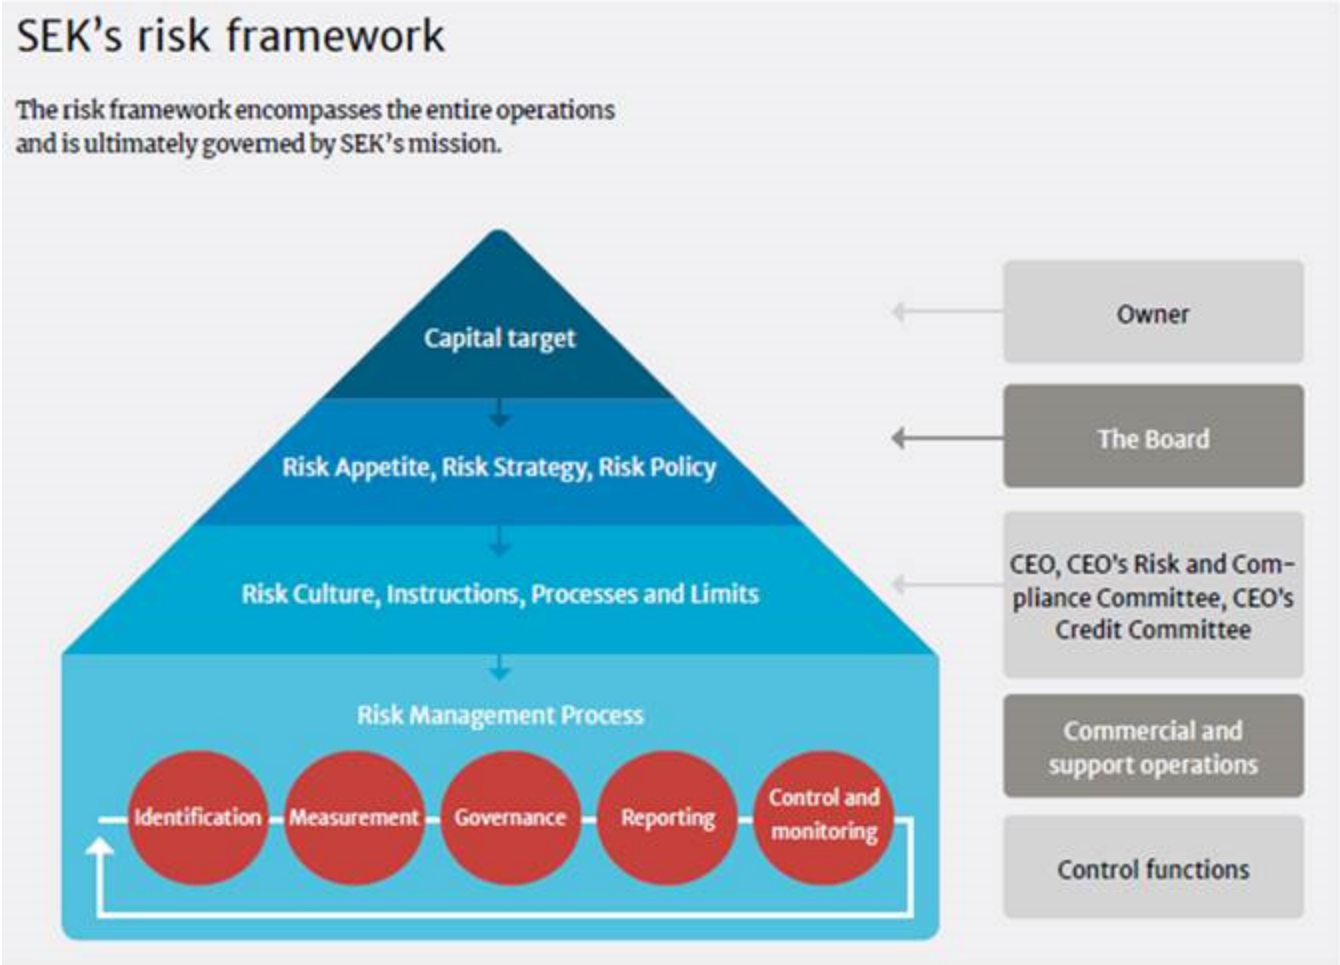 SEK’s risk framework
The risk framework encompasses the entire operations
and is ultimately governed by SEK’s mission.
Capital target
Owner
Risk Appetite, Risk Strategy, Risk Policy
The Board
Risk Culture, Instructions, Processes and Limits
CEO, CEO’s Risk and Com-
pliance Committee, CEO’s
Credit Committee
Risk Management Process
Identification
Measurement
Governance
Reporting
Control and
monitoring
Commercial and
support operations
Control functions